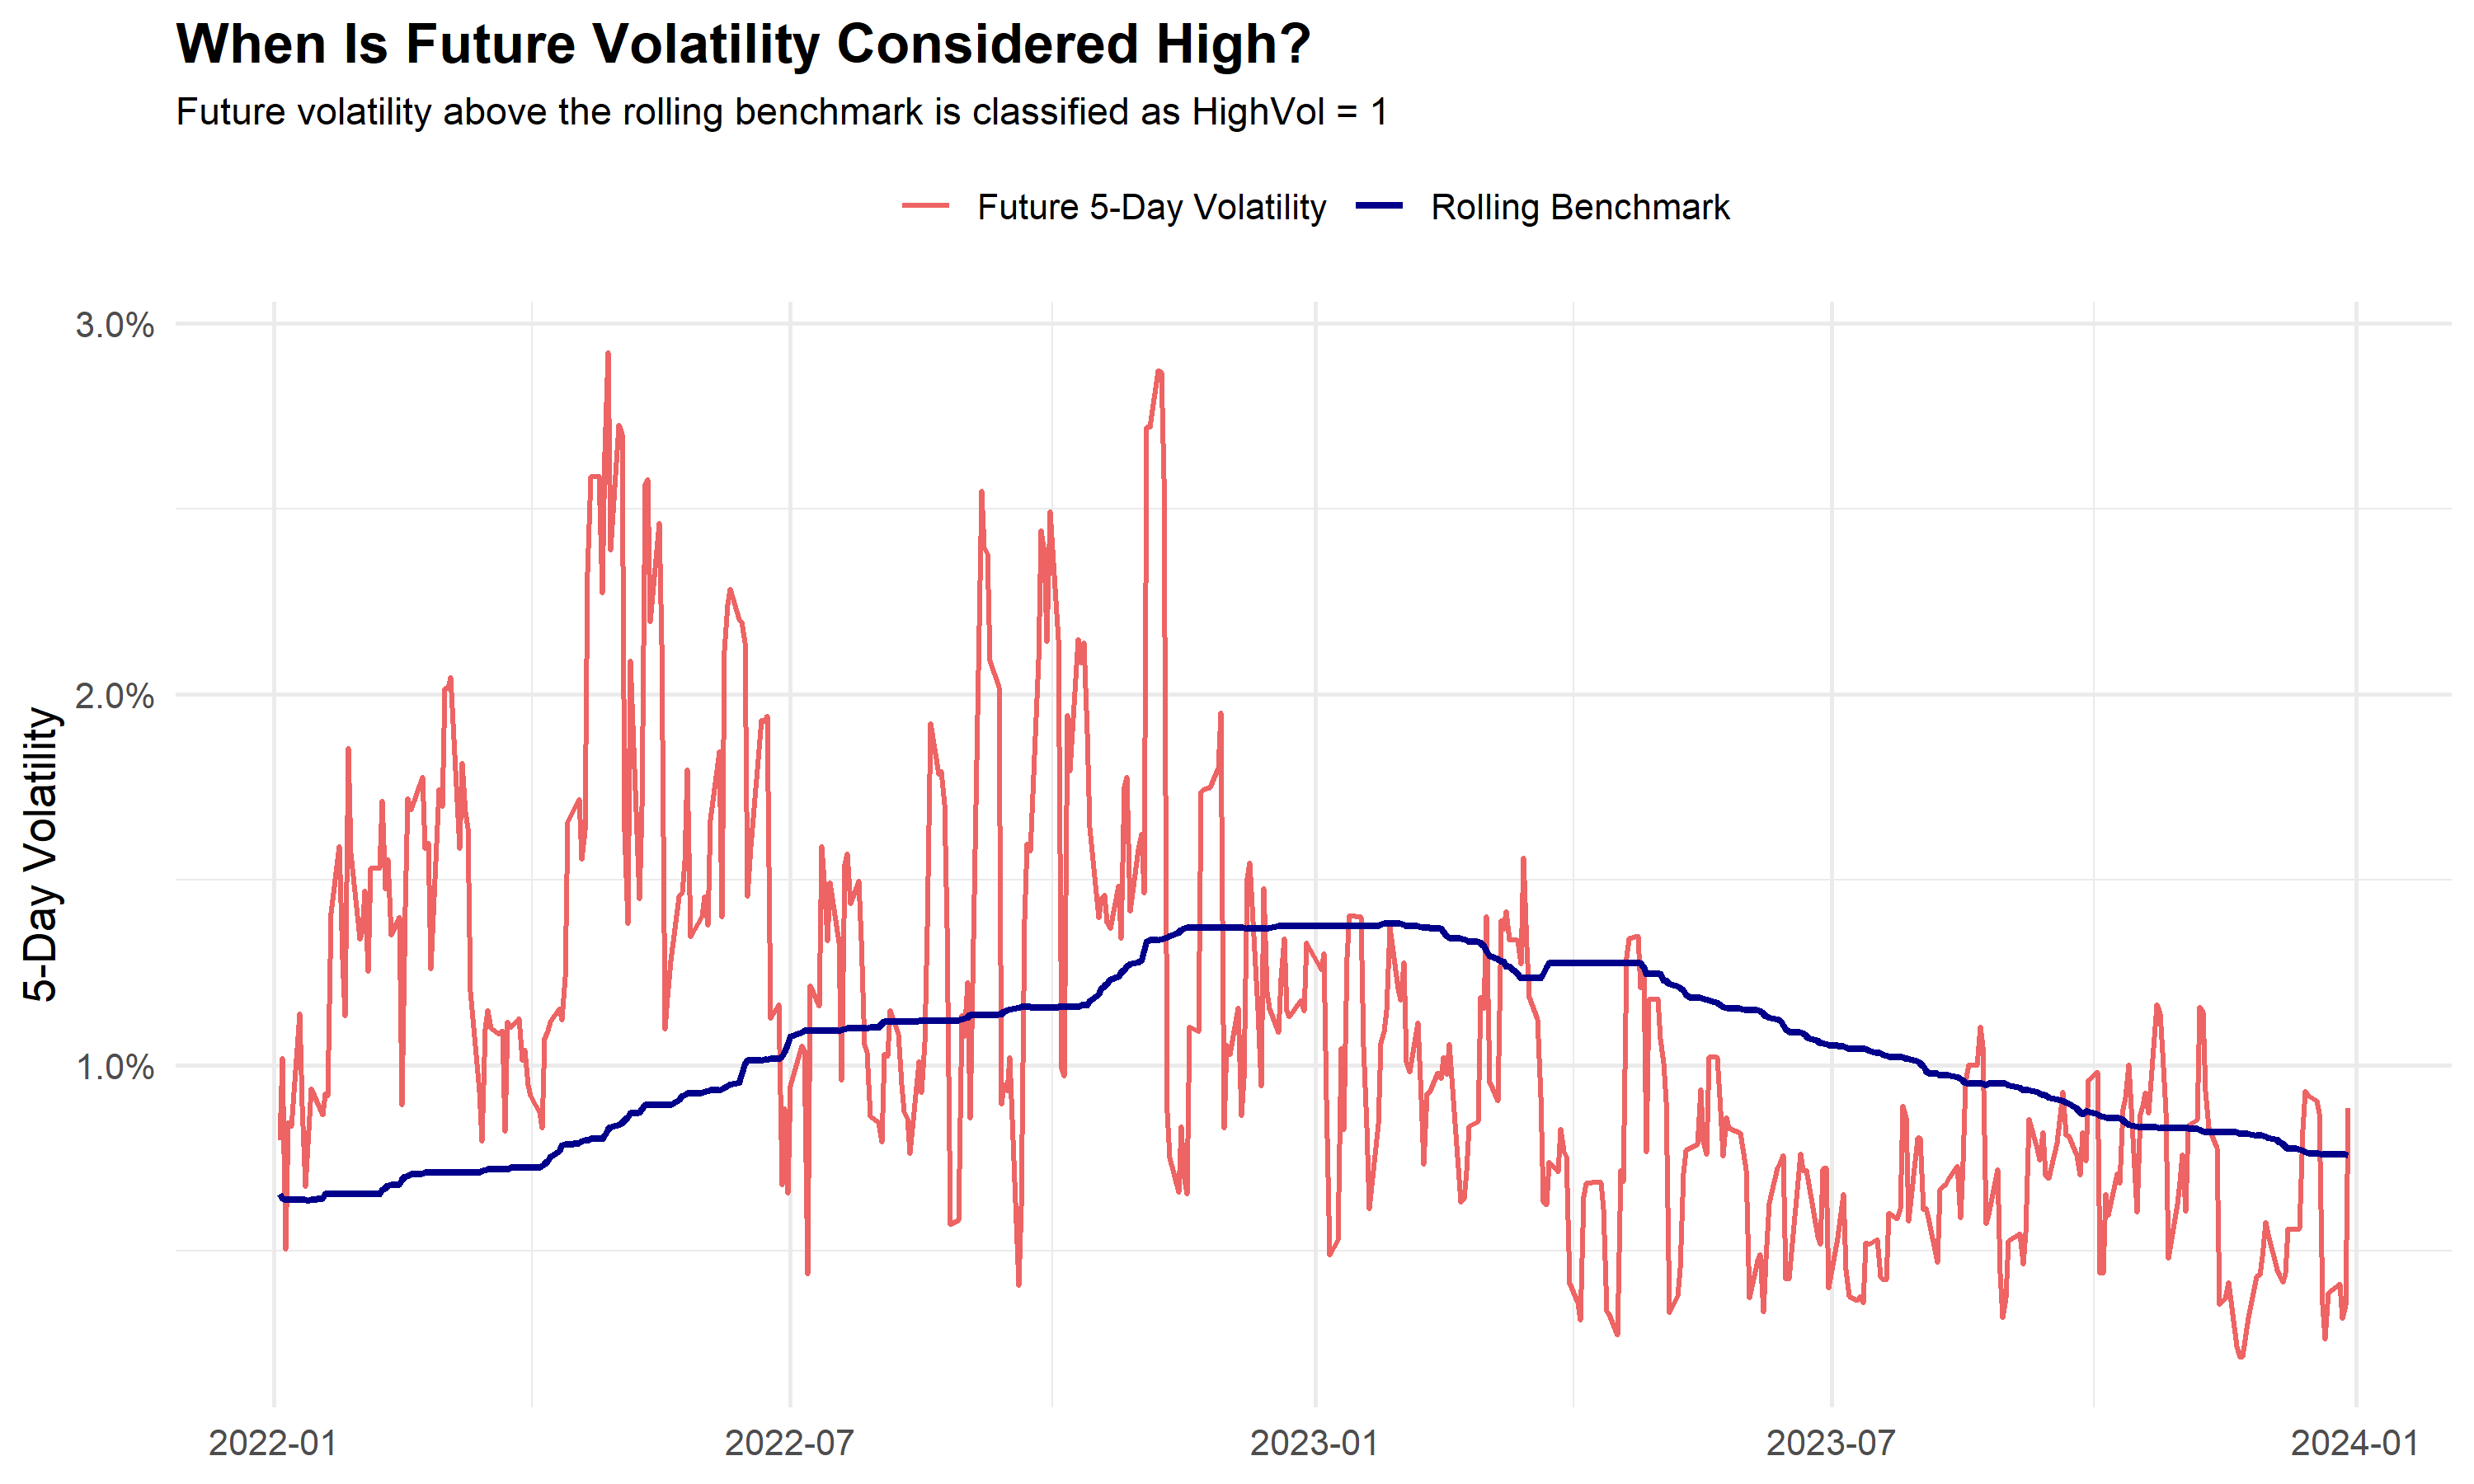 When Is Future Volatility Considered High?
Future volatility above the rolling benchmark is classified as HighVol = 1
Future 5-Day Volatility
Rolling Benchmark
3.0%
2.0%
1.0%
5-Day Volatility
2022-01
2022-07
2023-01
2023-07
2024-01